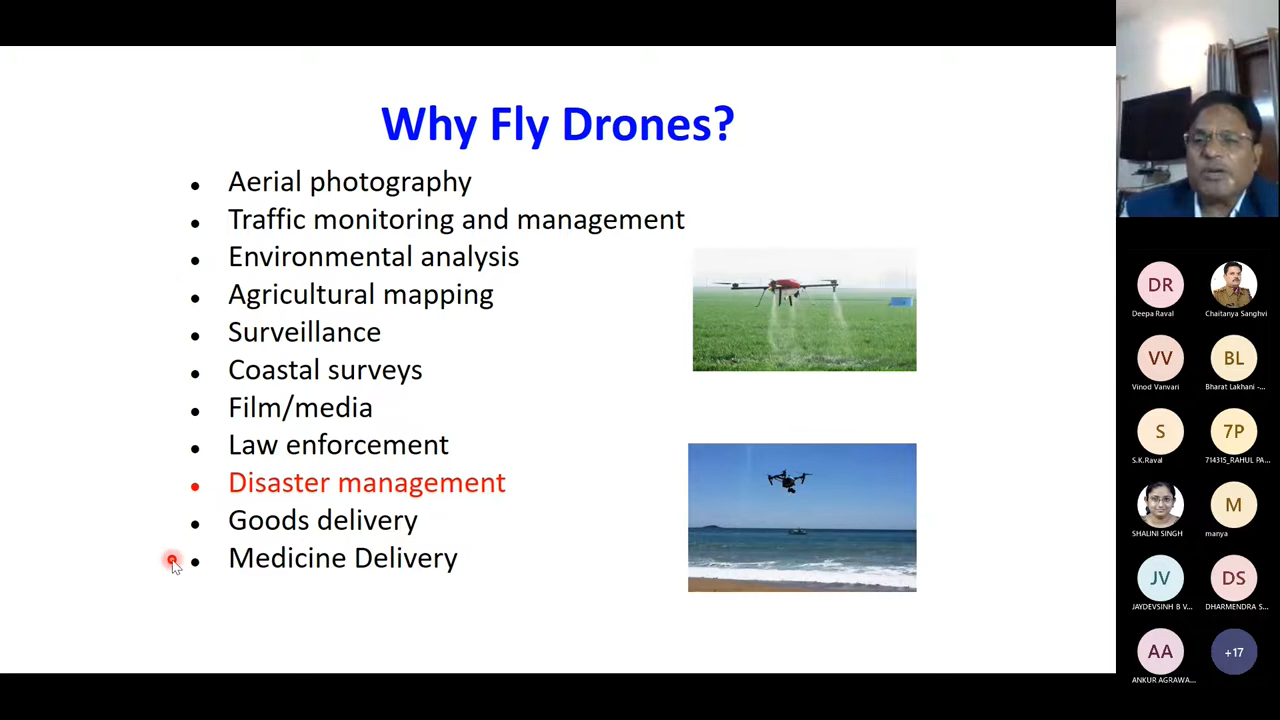 Why Fly Drones?
• Aerial photography
• Traffic monitoring and management
• Environmental analysis
• Agricultural mapping
• Surveillance
• Coastal surveys
• Film/media
• Law enforcement
• Disaster management
• Goods delivery
• Medicine Delivery
DR
Deepa Raval
Chaitanya Sanghvi
VV
Vinod Vanvari
BL
Bharat Lakhani -...
S
S.K.Raval
7P
714315_RAHUL PA...
SHALINI SINGH
M
manya
JV
JAYDEVSINH B V...
DS
DHARMENDRA S...
AA
ANKUR AGRAWA...
+17